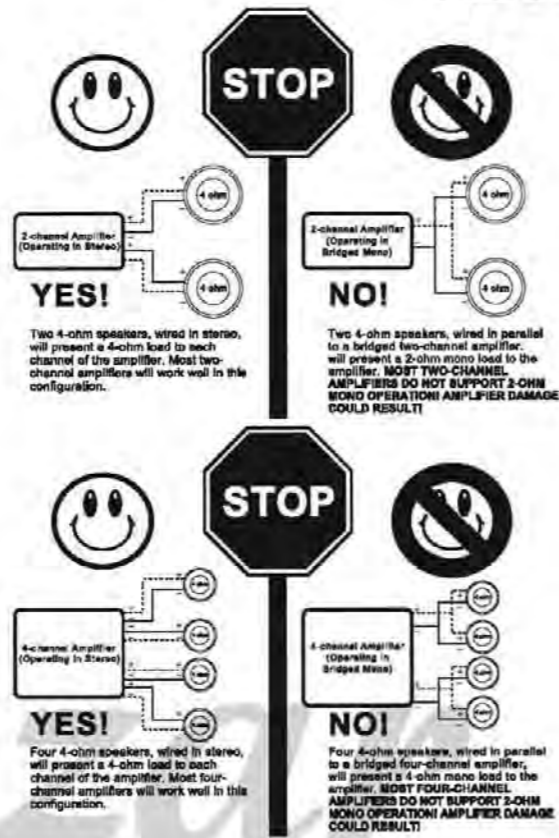 STOP
4 ohm
2-channel Amplifier
(Operating in Stereo)
4 ohm
YES!
Two 4-ohm speakers, wired in stereo,
will present a 4-ohm load to each
channel of the amplifier. Most two-
channel amplifiers will work well in this
configuration.
4 ohm
2-channel Amplifier
(Operating in
Bridged Mono)
4 ohm
NO!
Two 4-ohm speakers, wired in parallel
to a bridged two-channel amplifier,
will present a 2-ohm mono load to the
amplifier. MOST TWO-CHANNEL
AMPLIFIERS DO NOT SUPPORT 2-OHM
MONO OPERATION! AMPLIFIER DAMAGE
COULD RESULT!
STOP
4-channel Amplifier
(Operating in Stereo)
YES!
Four 4-ohm speakers, wired in stereo,
will present a 4-ohm load to each
channel of the amplifier. Most four-
channel amplifiers will work well in this
configuration.
4-channel Amplifier
(Operating in
Bridged Mono)
NO!
Four 4-ohm speakers, wired in parallel
to a bridged four-channel amplifier,
will present a 4-ohm mono load to the
amplifier. MOST FOUR-CHANNEL
AMPLIFIERS DO NOT SUPPORT 2-OHM
MONO OPERATION! AMPLIFIER DAMAGE
COULD RESULT!